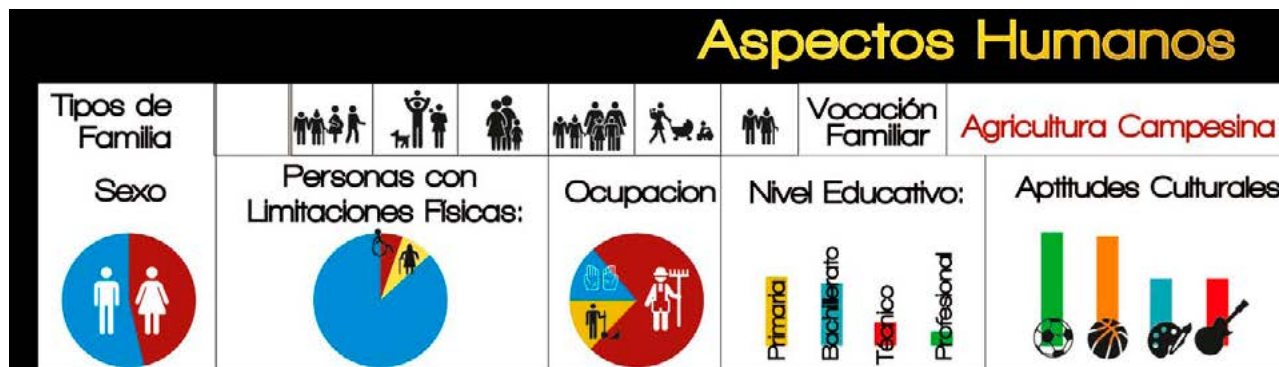 Aspectos Humanos
Tipos de
Familia
Vocación
Familiar
Agricultura Campesina
Sexo
Personas con
Limitaciones Físicas:
Ocupacion
Nivel Educativo:
Aptitudes Culturales
Primaria
Bachillerato
Técnico
Profesional